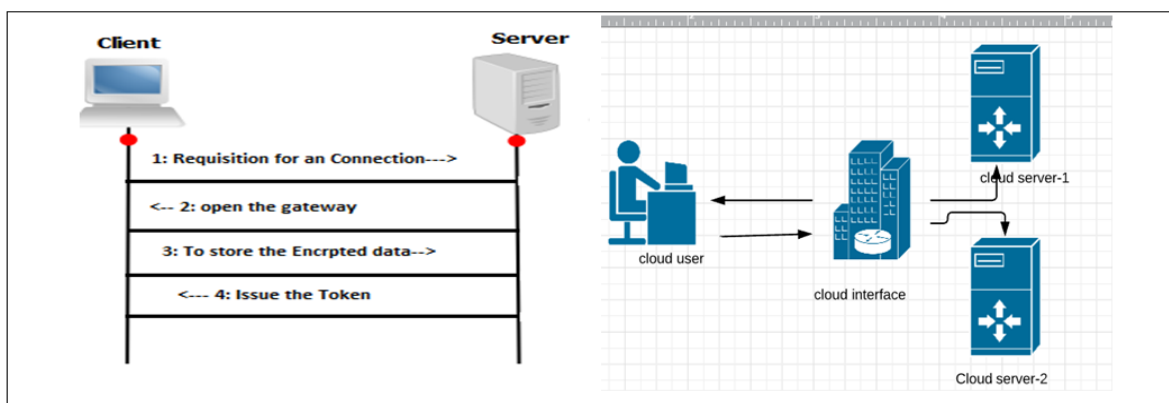 Client
Server
1: Requisition for an Connection--->
<-- 2: open the gateway
3: To store the Encrpted data-->
<--- 4: Issue the Token
cloud user
cloud interface
cloud server-1
Cloud server-2